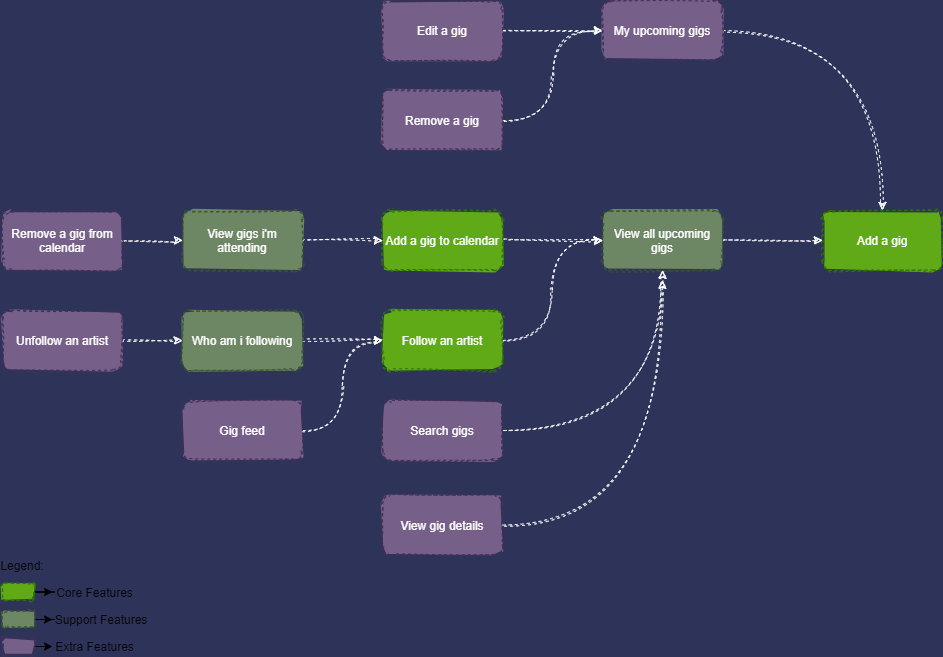 Edit a gig
My upcoming gigs
Remove a gig
Remove a gig from
calendar
View gigs i'm
attending
Add a gig to calendar
View all upcoming
gigs
Add a gig
Unfollow an artist
Who am i following
Follow an artist
Gig feed
Search gigs
View gig details
Legend:
Core Features
Support Features
Extra Features